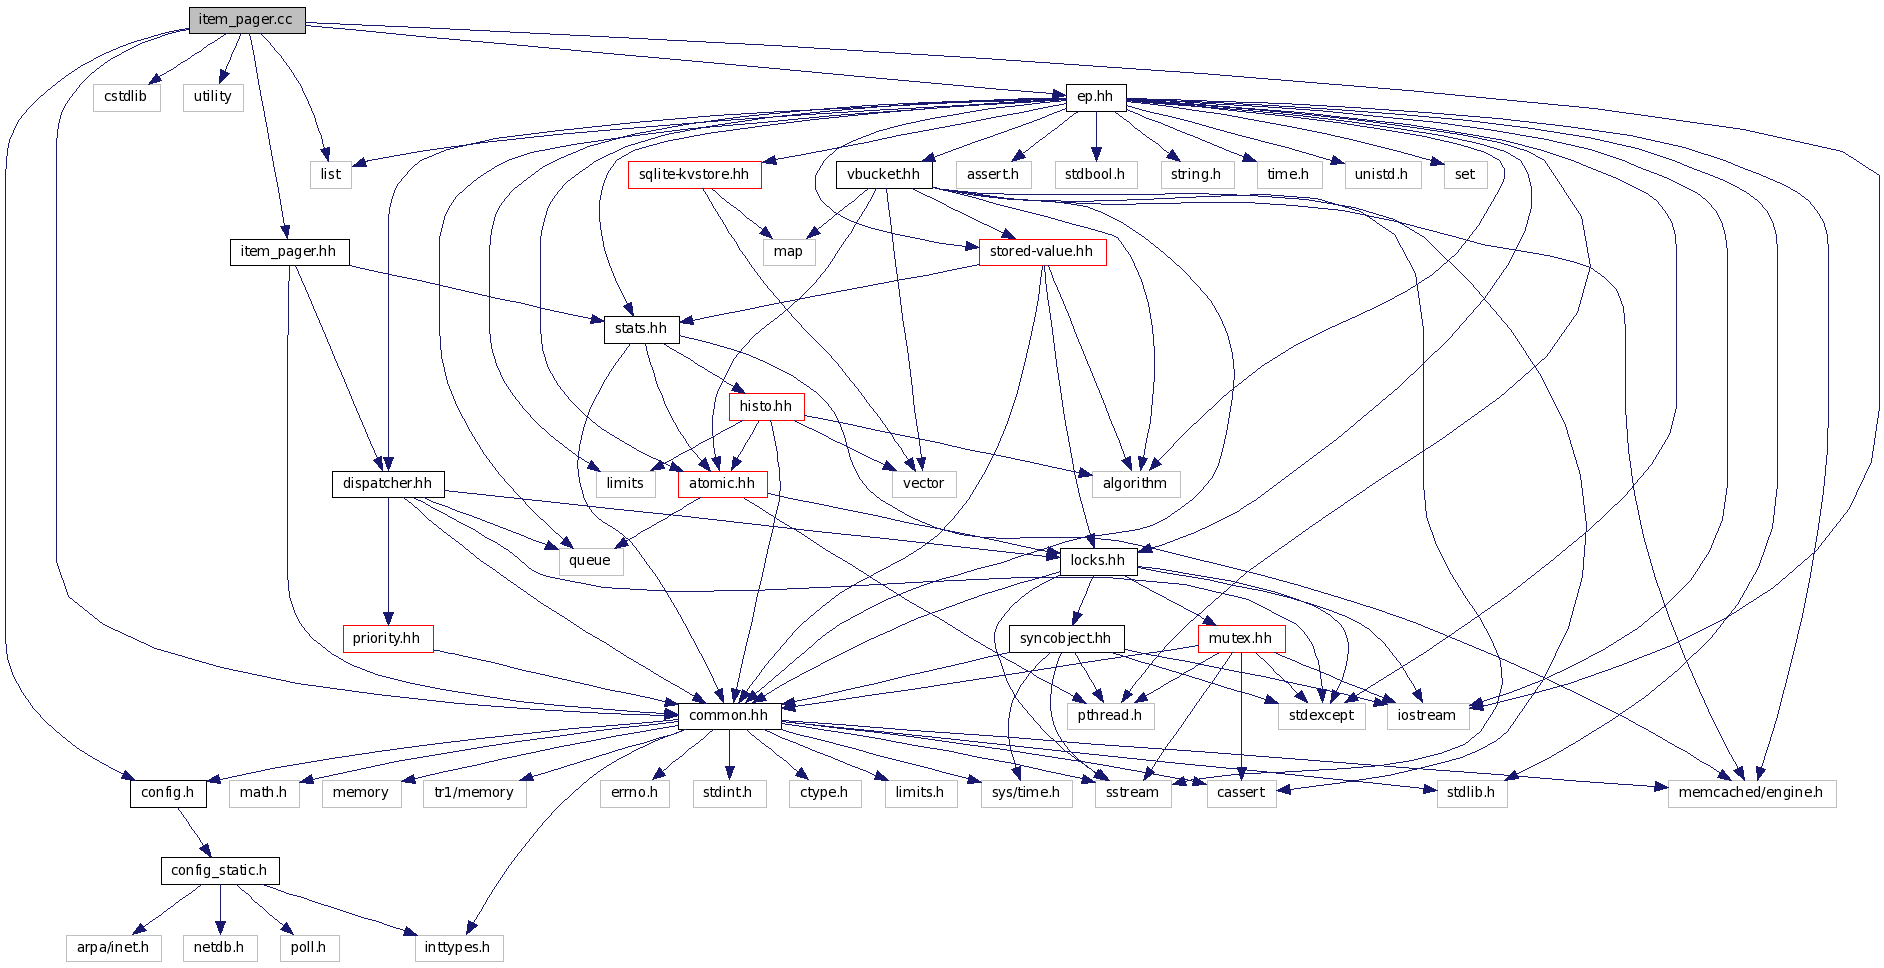 item_pager.cc
cstdlib
utility
ep.hh
list
sqlite-kvstore.hh
vbucket.hh
assert.h
stdbool.h
string.h
time.h
unistd.h
set
item_pager.hh
map
stored-value.hh
stats.hh
histo.hh
dispatcher.hh
limits
atomic.hh
vector
algorithm
queue
locks.hh
priority.hh
syncobject.hh
mutex.hh
common.hh
pthread.h
stdexcept
iostream
config.h
math.h
memory
tr1/memory
errno.h
stdint.h
ctype.h
limits.h
sys/time.h
sstream
cassert
stdlib.h
memcached/engine.h
config_static.h
arpa/inet.h
netdb.h
poll.h
inttypes.h